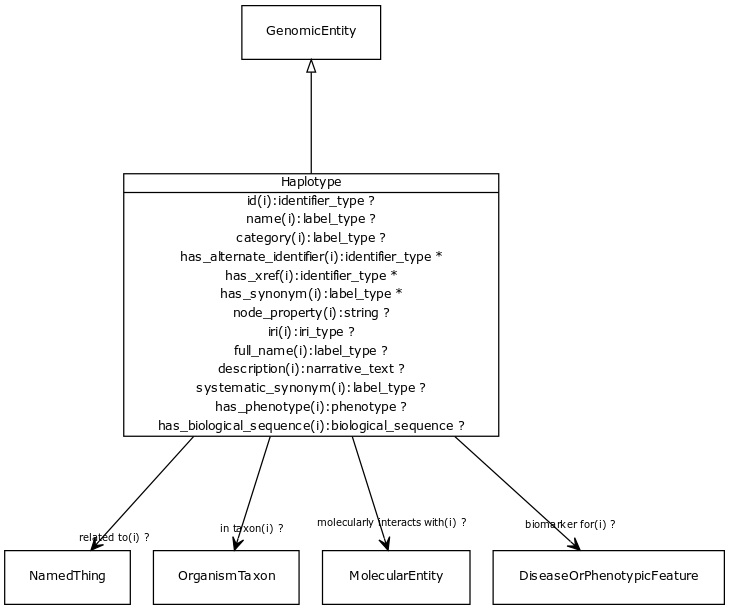 GenomicEntity
Haplotype
id(i):identifier_type ?
name(i):label_type ?
category(i):label_type ?
has_alternate_identifier(i):identifier_type *
has_xref(i):identifier_type *
has_synonym(i):label_type *
node_property(i):string ?
iri(i):iri_type ?
full_name(i):label_type ?
description(i):narrative_text ?
systematic_synonym(i):label_type ?
has_phenotype(i):phenotype ?
has_biological_sequence(i):biological_sequence ?
related to(i) ?
in taxon(i) ?
molecularly interacts with(i) ?
biomarker for(i) ?
NamedThing
OrganismTaxon
MolecularEntity
DiseaseOrPhenotypicFeature